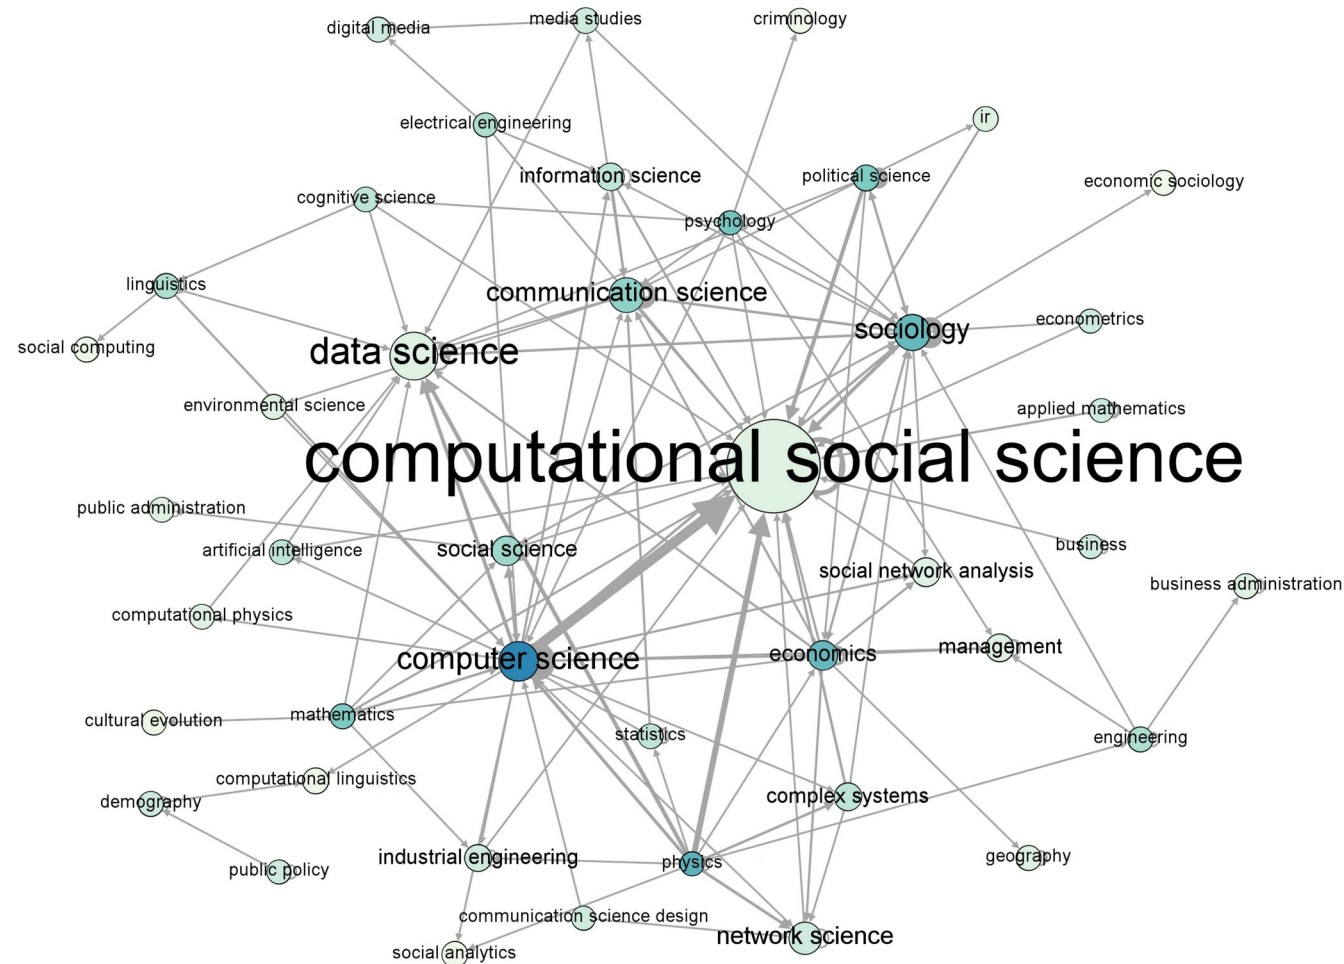 digital media
media studies
criminology
electrical engineering
ir
information science
political science
economic sociology
cognitive science
psychology
linguistics
communication science
sociology
econometrics
social computing
data science
environmental science
applied mathematics
computational social science
public administration
artificial intelligence
social science
business
social network analysis
business administration
computational physics
computer science
economics
management
cultural evolution
mathematics
statistics
engineering
computational linguistics
demography
complex systems
industrial engineering
physics
geography
public policy
communication science design
network science
social analytics